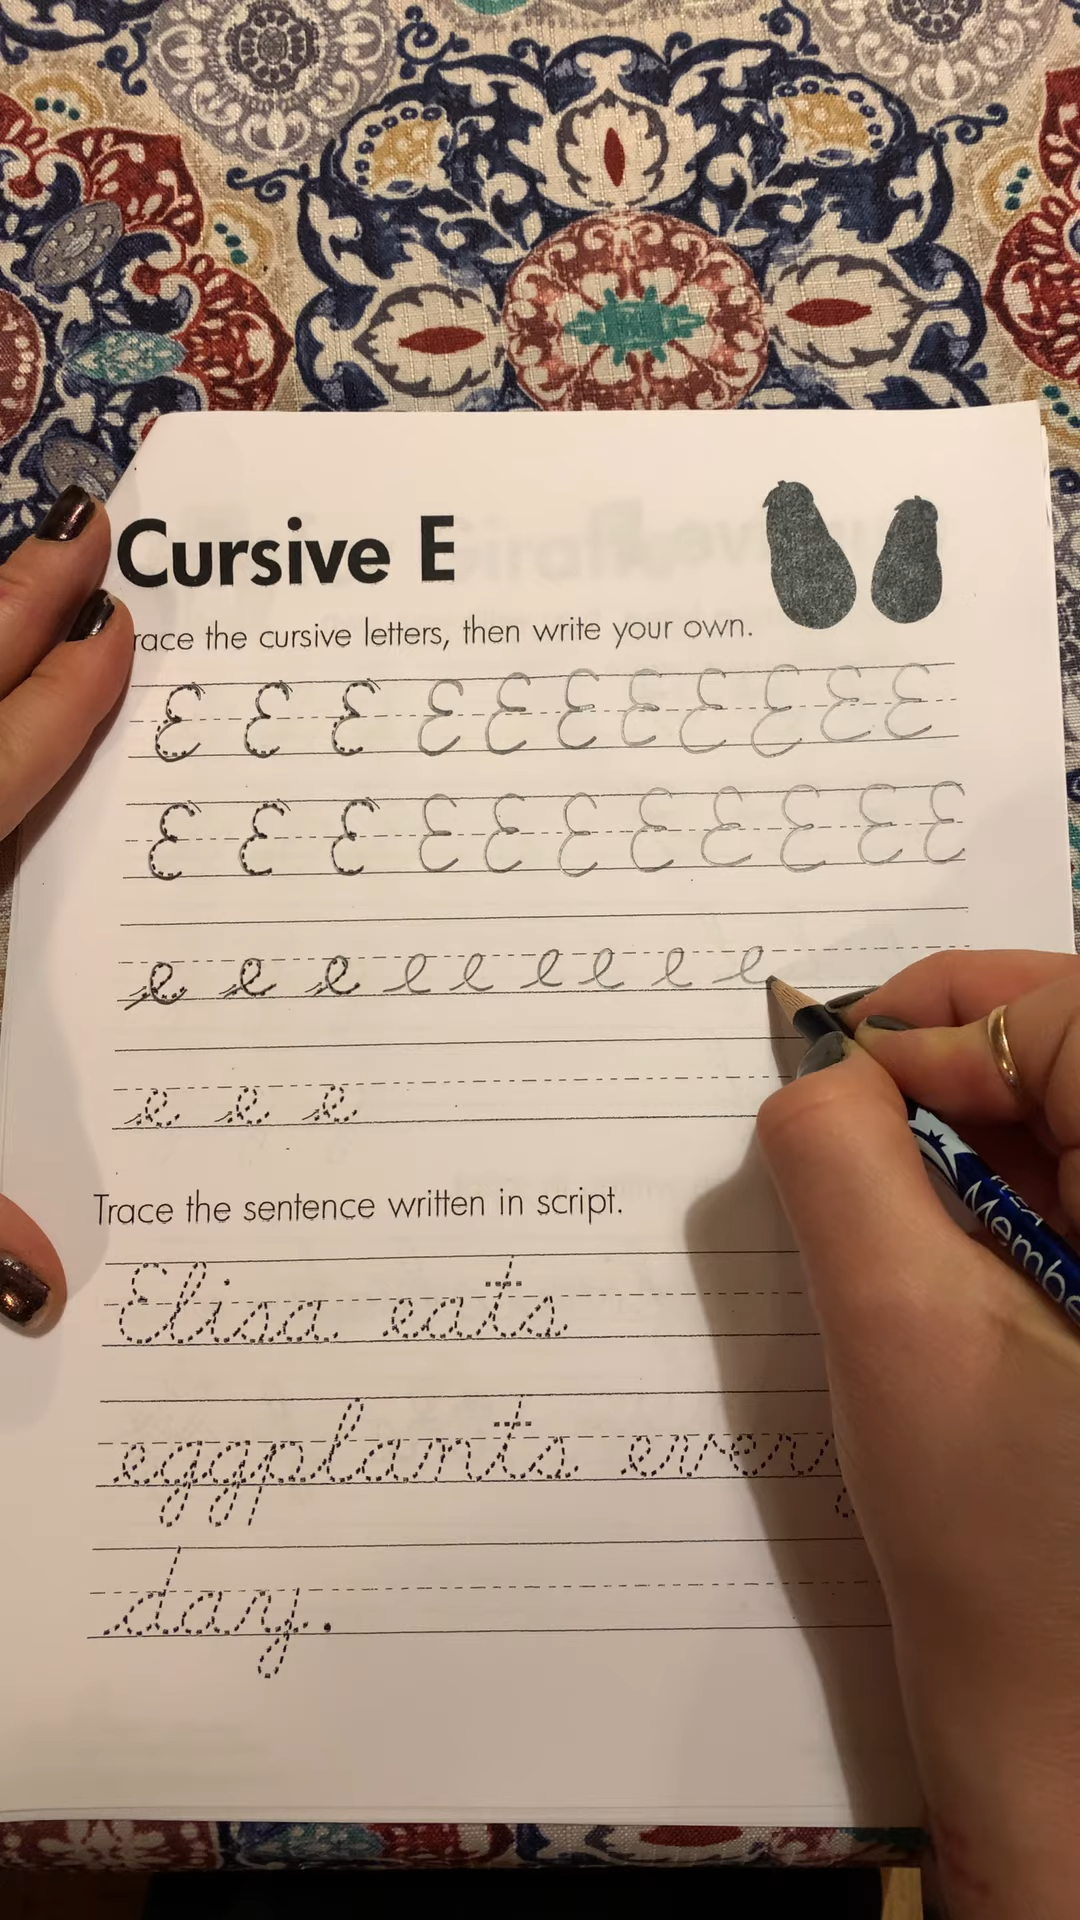 Cursive E
race the cursive letters, then write your own.
E E E E E E E E E E E
E E E E E E E E E E E
e e e e e e e e e
e e e
Trace the sentence written in script.
Elisa eats
eggplants every
day.
Membe